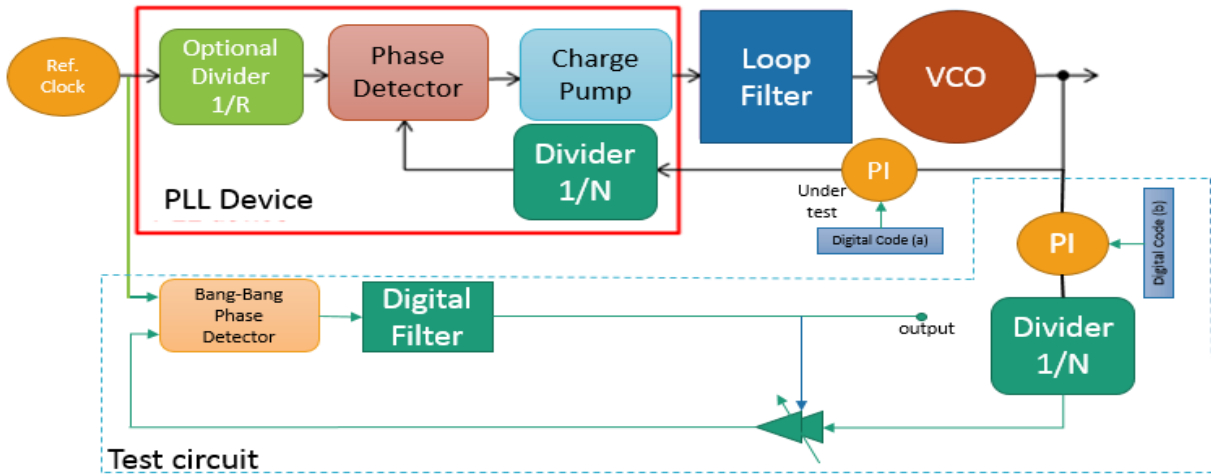 Ref.
Clock
Optional
Divider
1/R
Phase
Detector
Charge
Pump
Loop
Filter
VCO
Divider
1/N
PI
PLL Device
Under
test
Digital Code (a)
PI
Digital Code (b)
Bang-Bang
Phase
Detector
Digital
Filter
output
Divider
1/N
Test circuit